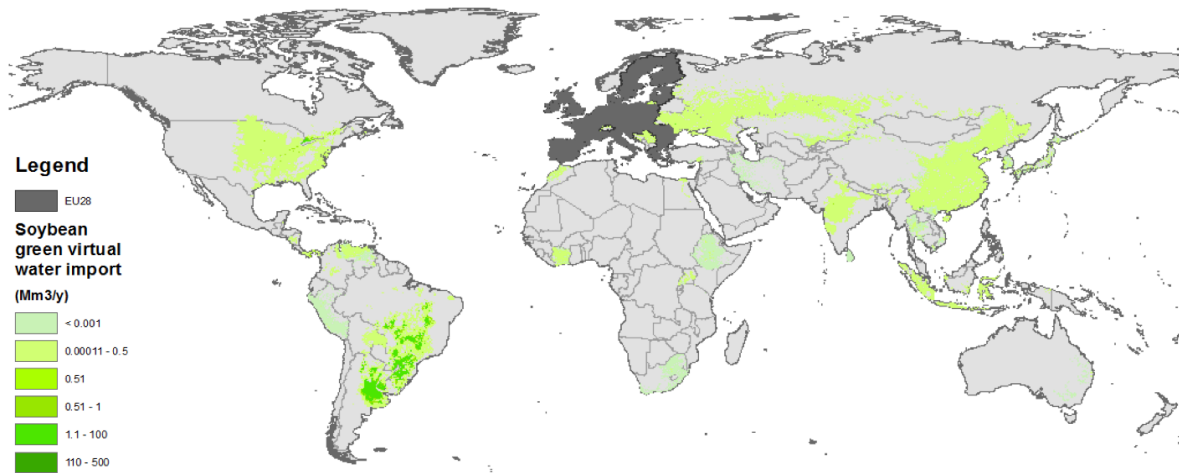 Legend
EU28
Soybean
green virtual
water import
(Mm3/y)
< 0.001
0.00011 - 0.5
0.51
0.51 - 1
1.1 - 100
110 - 500